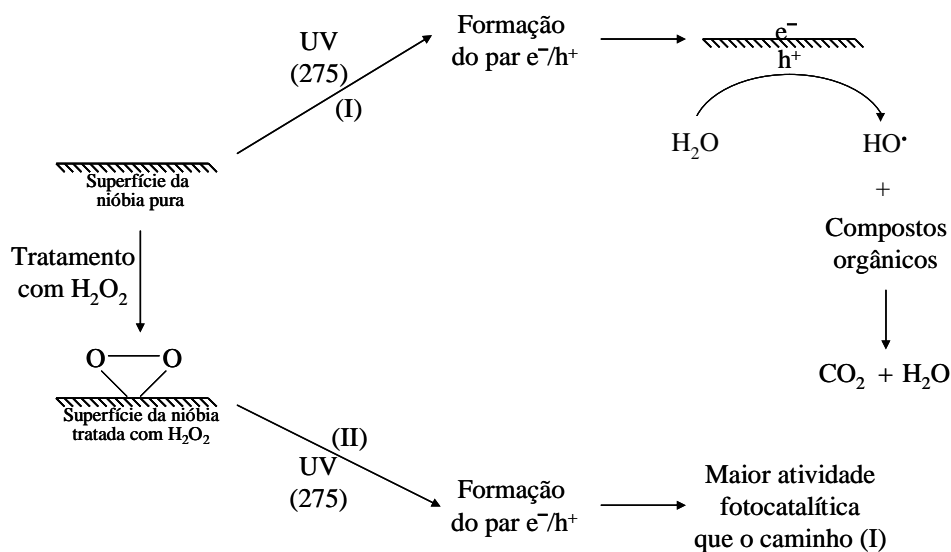 UV
(275)
(I)
Formação
do par e⁻/h⁺
e⁻
h⁺
H₂O
HO•
+
Compostos
orgânicos
CO₂ + H₂O
Superfície da
nióbia pura
Tratamento
com H₂O₂
O O
Superfície da nióbia
tratada com H₂O₂
(II)
UV
(275)
Formação
do par e⁻/h⁺
Maior atividade
fotocatalítica
que o caminho (I)